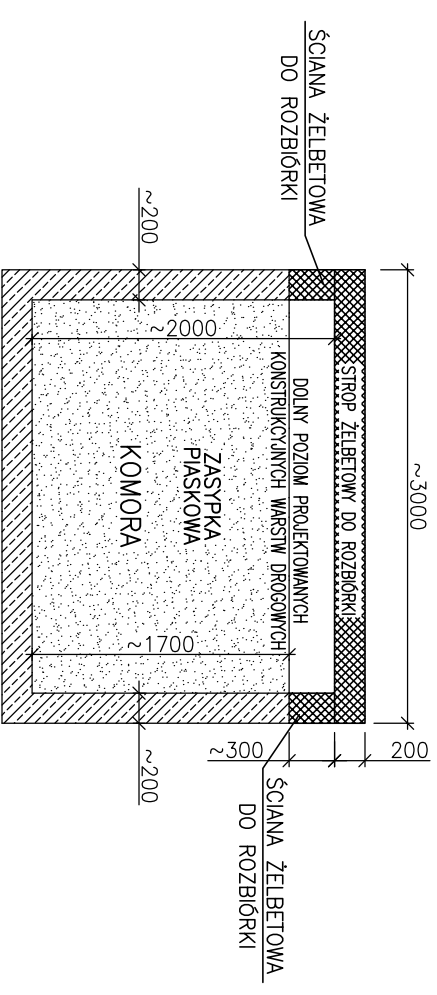 ~3000
ŚCIANA ŻELBETOWA
DO ROZBIÓRKI
STROP ŻELBETOWY DO ROZBIÓRKI
200
~300
DOLNY POZIOM PROJEKTOWANYCH
KONSTRUKCYJNYCH WARSTW DROGOWYCH
~2000
~1700
ZASYPKA
PIASKOWA
KOMORA
~200
~200
ŚCIANA ŻELBETOWA
DO ROZBIÓRKI